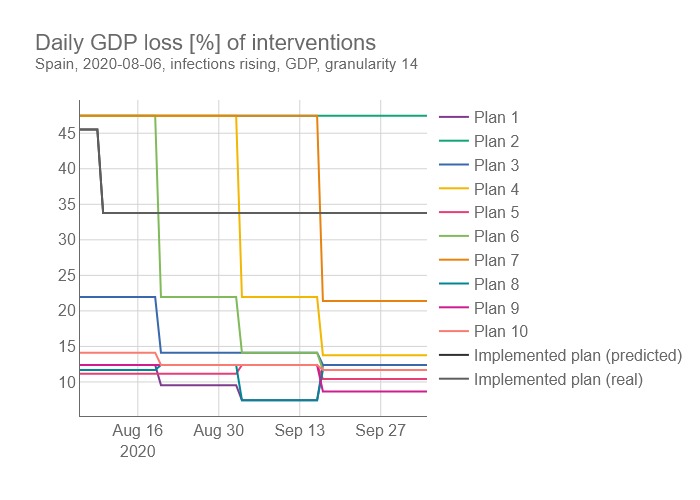 Daily GDP loss [%] of interventions
Spain, 2020-08-06, infections rising, GDP, granularity 14
45
40
35
30
25
20
15
10
Aug 16
2020
Aug 30
Sep 13
Sep 27
Plan 1
Plan 2
Plan 3
Plan 4
Plan 5
Plan 6
Plan 7
Plan 8
Plan 9
Plan 10
Implemented plan (predicted)
Implemented plan (real)